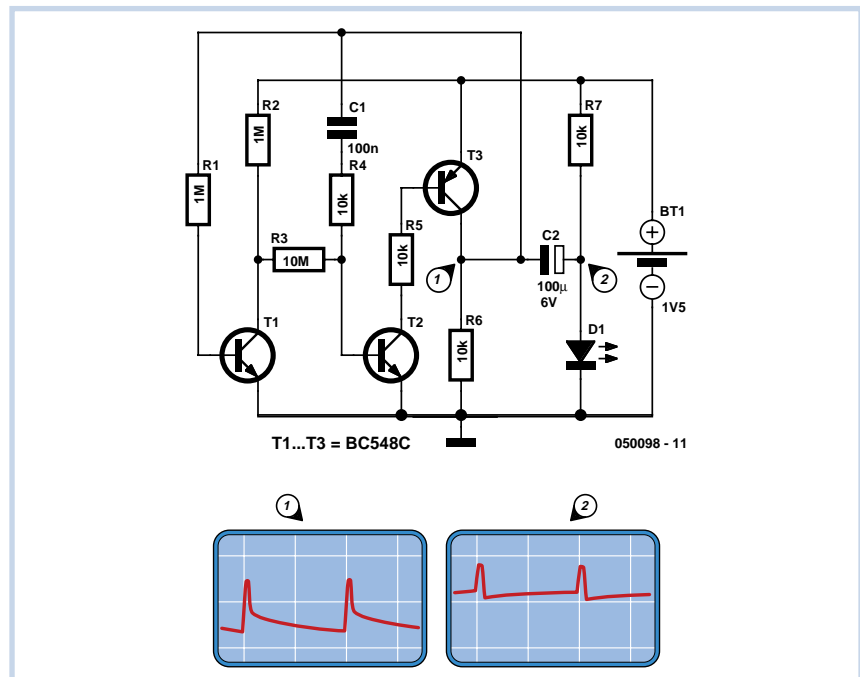 R2
1M
C1
100n
R7
10k
R1
1M
R4
10k
T3
BT1
R3
10M
R5
10k
1
C2
100µ
6V
2
1V5
T1
T2
R6
10k
D1
T1...T3 = BC548C
050098 - 11
1
2